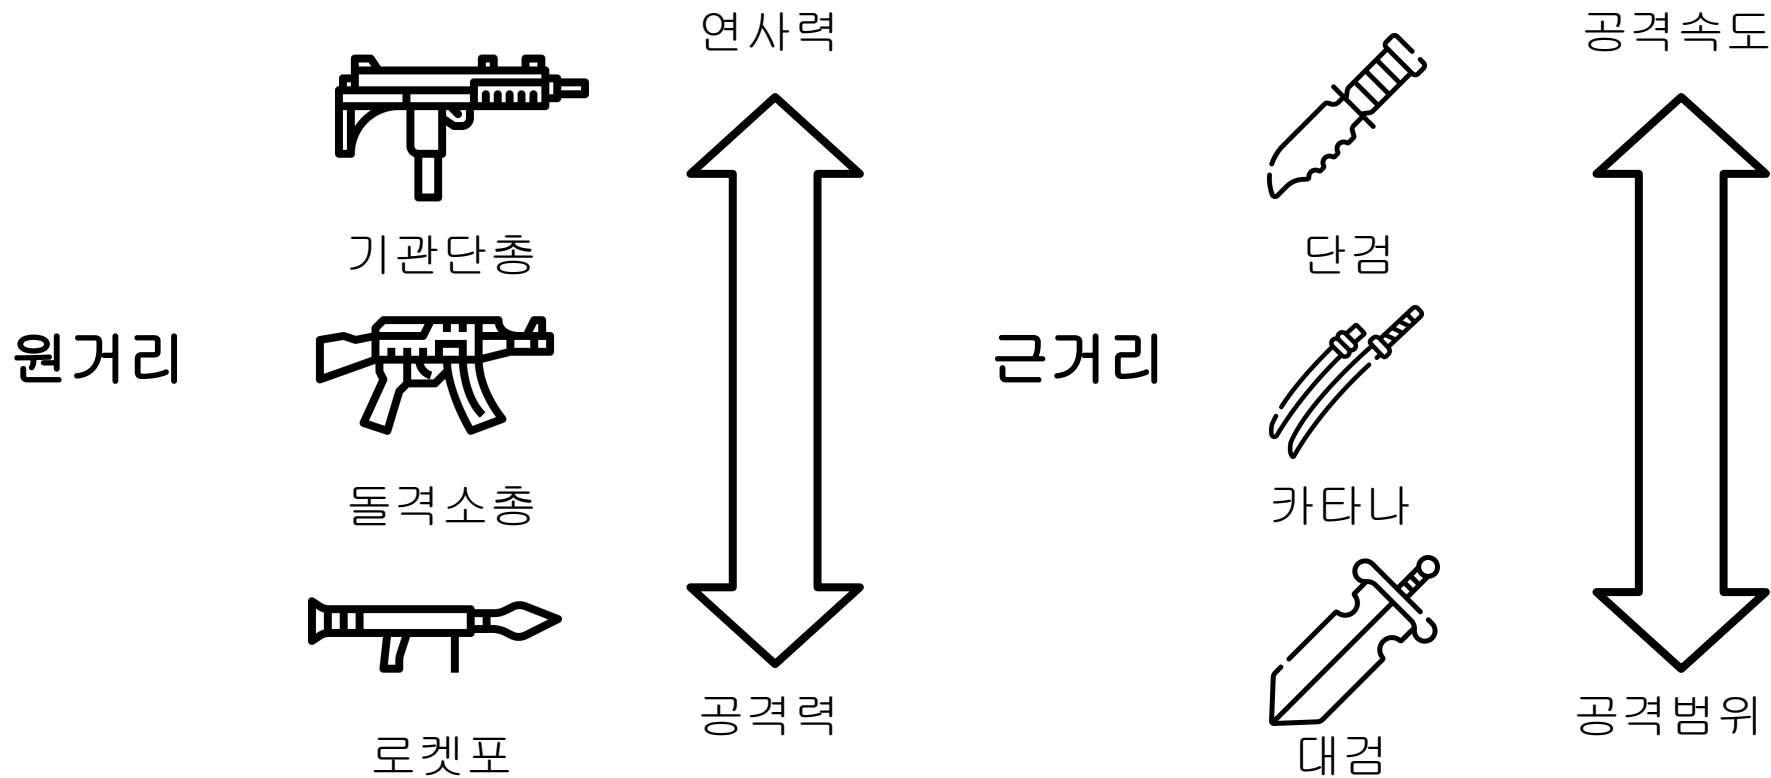 연사력
공격속도
기관단총
단검
원거리
근거리
돌격소총
카타나
공격력
공격범위
로켓포
대검